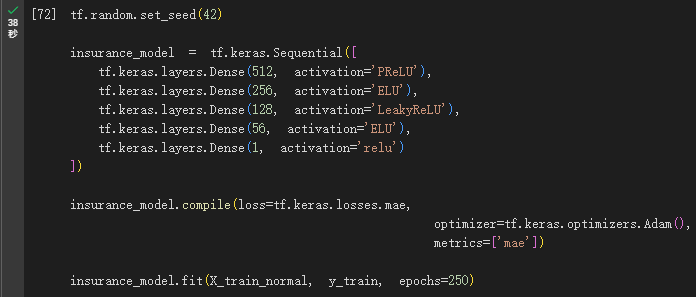 [72] tf.random.set_seed(42)
38
秒
insurance_model = tf.keras.Sequential([
    tf.keras.layers.Dense(512, activation='PReLU'),
    tf.keras.layers.Dense(256, activation='ELU'),
    tf.keras.layers.Dense(128, activation='LeakyReLU'),
    tf.keras.layers.Dense(56, activation='ELU'),
    tf.keras.layers.Dense(1, activation='relu')
])
insurance_model.compile(loss=tf.keras.losses.mae,
                        optimizer=tf.keras.optimizers.Adam(),
                        metrics=['mae'])
insurance_model.fit(X_train_normal, y_train, epochs=250)